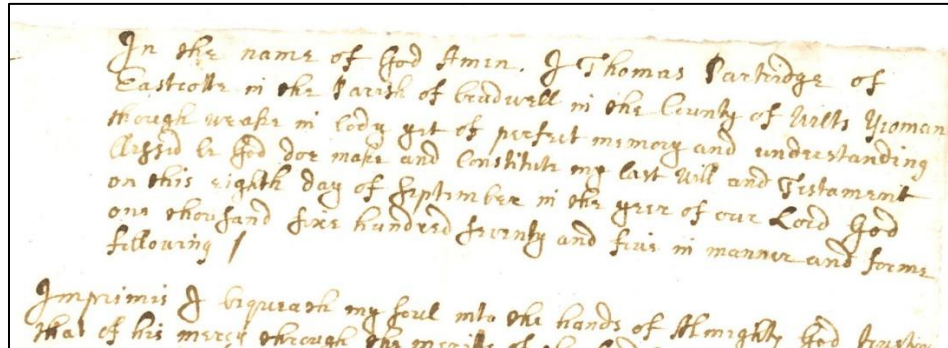 In the name of God Amen. I Thomas Partridge of
Eastcotte in the Parish of Bradwell in the County of Wilts Yeoman
though weake in body yet of perfect memory and understanding
blessed be God doe make and Constitute my last Will and Testament
on this eighth day of September in the yeer of our Lord God
one thousand sixe hundred seventy and five in manner and forme
following /
Imprimis I bequeath my soul into the hands of Almighty God trustin
that of his mercy through the merits of